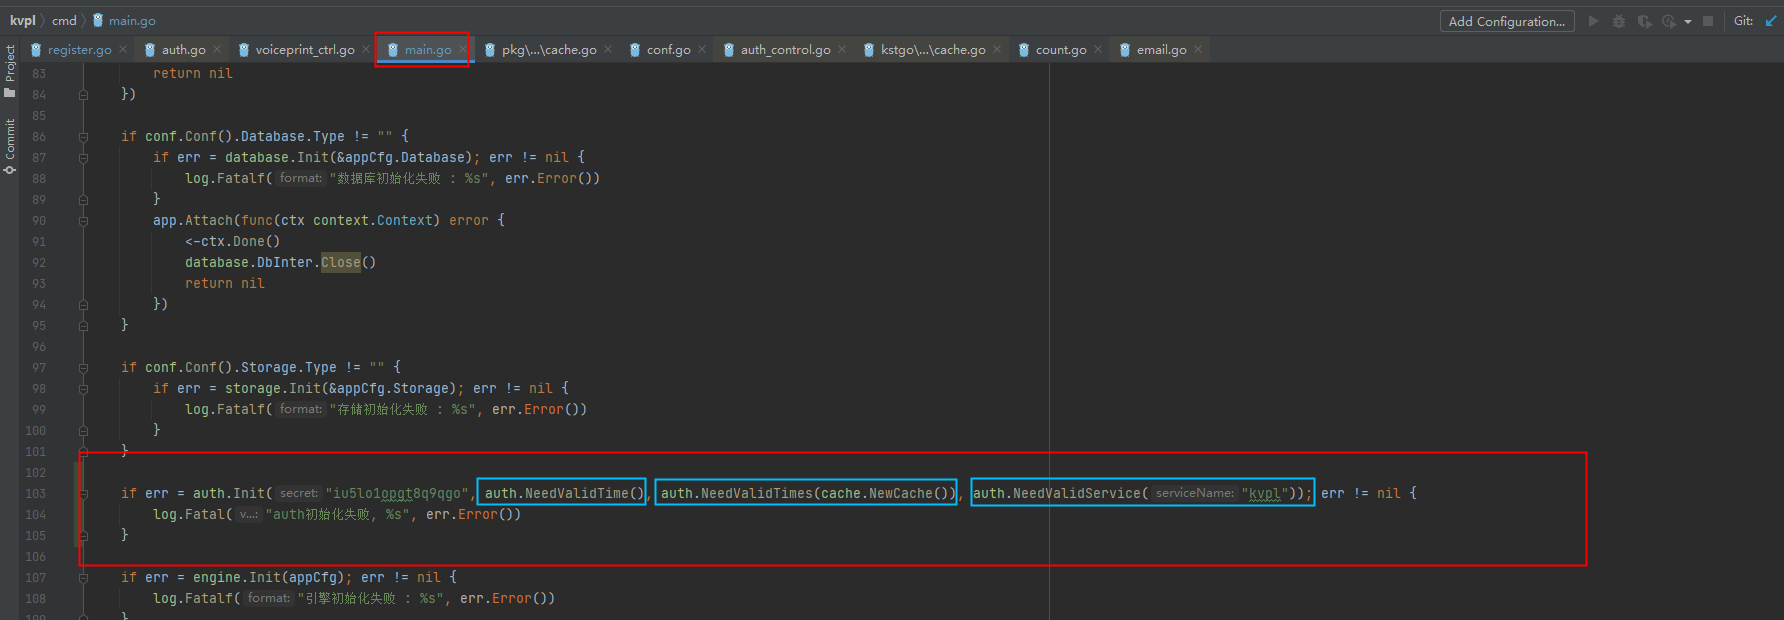 kvpl cmd main.go Add Configuration... Git:
register.go auth.go voiceprint_ctrl.go main.go pkg\...\cache.go conf.go auth_control.go kstgo\...\cache.go count.go email.go
Project
Commit
83 return nil
84 })
85
86 if conf.Conf().Database.Type != "" {
87 if err = database.Init(&appCfg.Database); err != nil {
88 log.Fatalf( format: "数据库初始化失败 : %s", err.Error())
89 }
90 app.Attach(func(ctx context.Context) error {
91 <-ctx.Done()
92 database.DbInter.Close()
93 return nil
94 })
95 }
96
97 if conf.Conf().Storage.Type != "" {
98 if err = storage.Init(&appCfg.Storage); err != nil {
99 log.Fatalf( format: "存储初始化失败 : %s", err.Error())
100 }
101 }
102
103 if err = auth.Init( secret: "iu5lo1opgt8q9qgo", auth.NeedValidTime(), auth.NeedValidTimes(cache.NewCache()), auth.NeedValidService( serviceName: "kvpl")); err != nil {
104 log.Fatal( v...: "auth初始化失败, %s", err.Error())
105 }
106
107 if err = engine.Init(appCfg); err != nil {
108 log.Fatalf( format: "引擎初始化失败 : %s", err.Error())
109 }